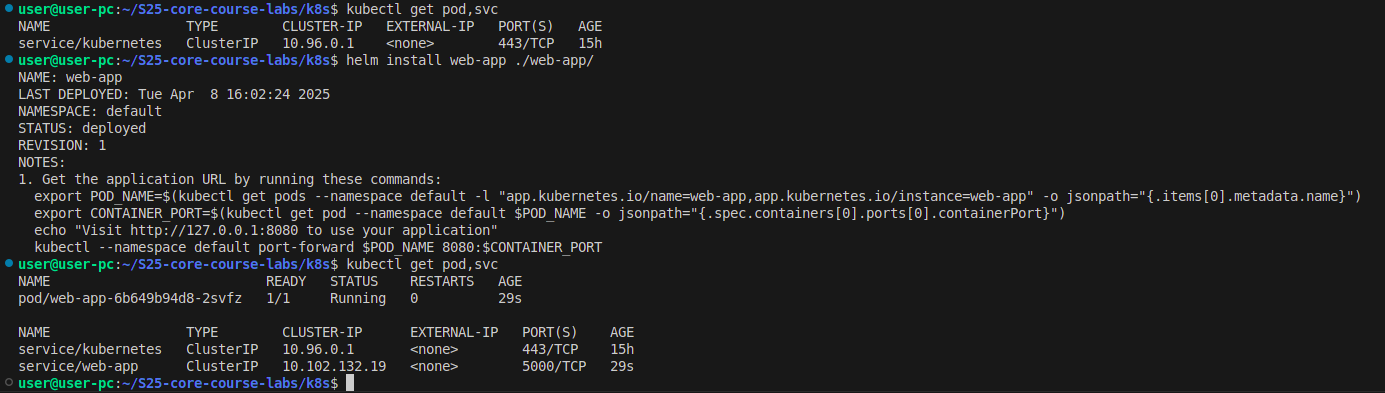 user@user-pc:~/S25-core-course-labs/k8s$ kubectl get pod,svc
NAME                 TYPE        CLUSTER-IP   EXTERNAL-IP   PORT(S)   AGE
service/kubernetes   ClusterIP   10.96.0.1    <none>        443/TCP   15h
user@user-pc:~/S25-core-course-labs/k8s$ helm install web-app ./web-app/
NAME: web-app
LAST DEPLOYED: Tue Apr  8 16:02:24 2025
NAMESPACE: default
STATUS: deployed
REVISION: 1
NOTES:
1. Get the application URL by running these commands:
  export POD_NAME=$(kubectl get pods --namespace default -l "app.kubernetes.io/name=web-app,app.kubernetes.io/instance=web-app" -o jsonpath="{.items[0].metadata.name}")
  export CONTAINER_PORT=$(kubectl get pod --namespace default $POD_NAME -o jsonpath="{.spec.containers[0].ports[0].containerPort}")
  echo "Visit http://127.0.0.1:8080 to use your application"
  kubectl --namespace default port-forward $POD_NAME 8080:$CONTAINER_PORT
user@user-pc:~/S25-core-course-labs/k8s$ kubectl get pod,svc
NAME                           READY   STATUS    RESTARTS   AGE
pod/web-app-6b649b94d8-2svfz   1/1     Running   0          29s

NAME                 TYPE        CLUSTER-IP      EXTERNAL-IP   PORT(S)    AGE
service/kubernetes   ClusterIP   10.96.0.1       <none>        443/TCP    15h
service/web-app      ClusterIP   10.102.132.19   <none>        5000/TCP   29s
user@user-pc:~/S25-core-course-labs/k8s$